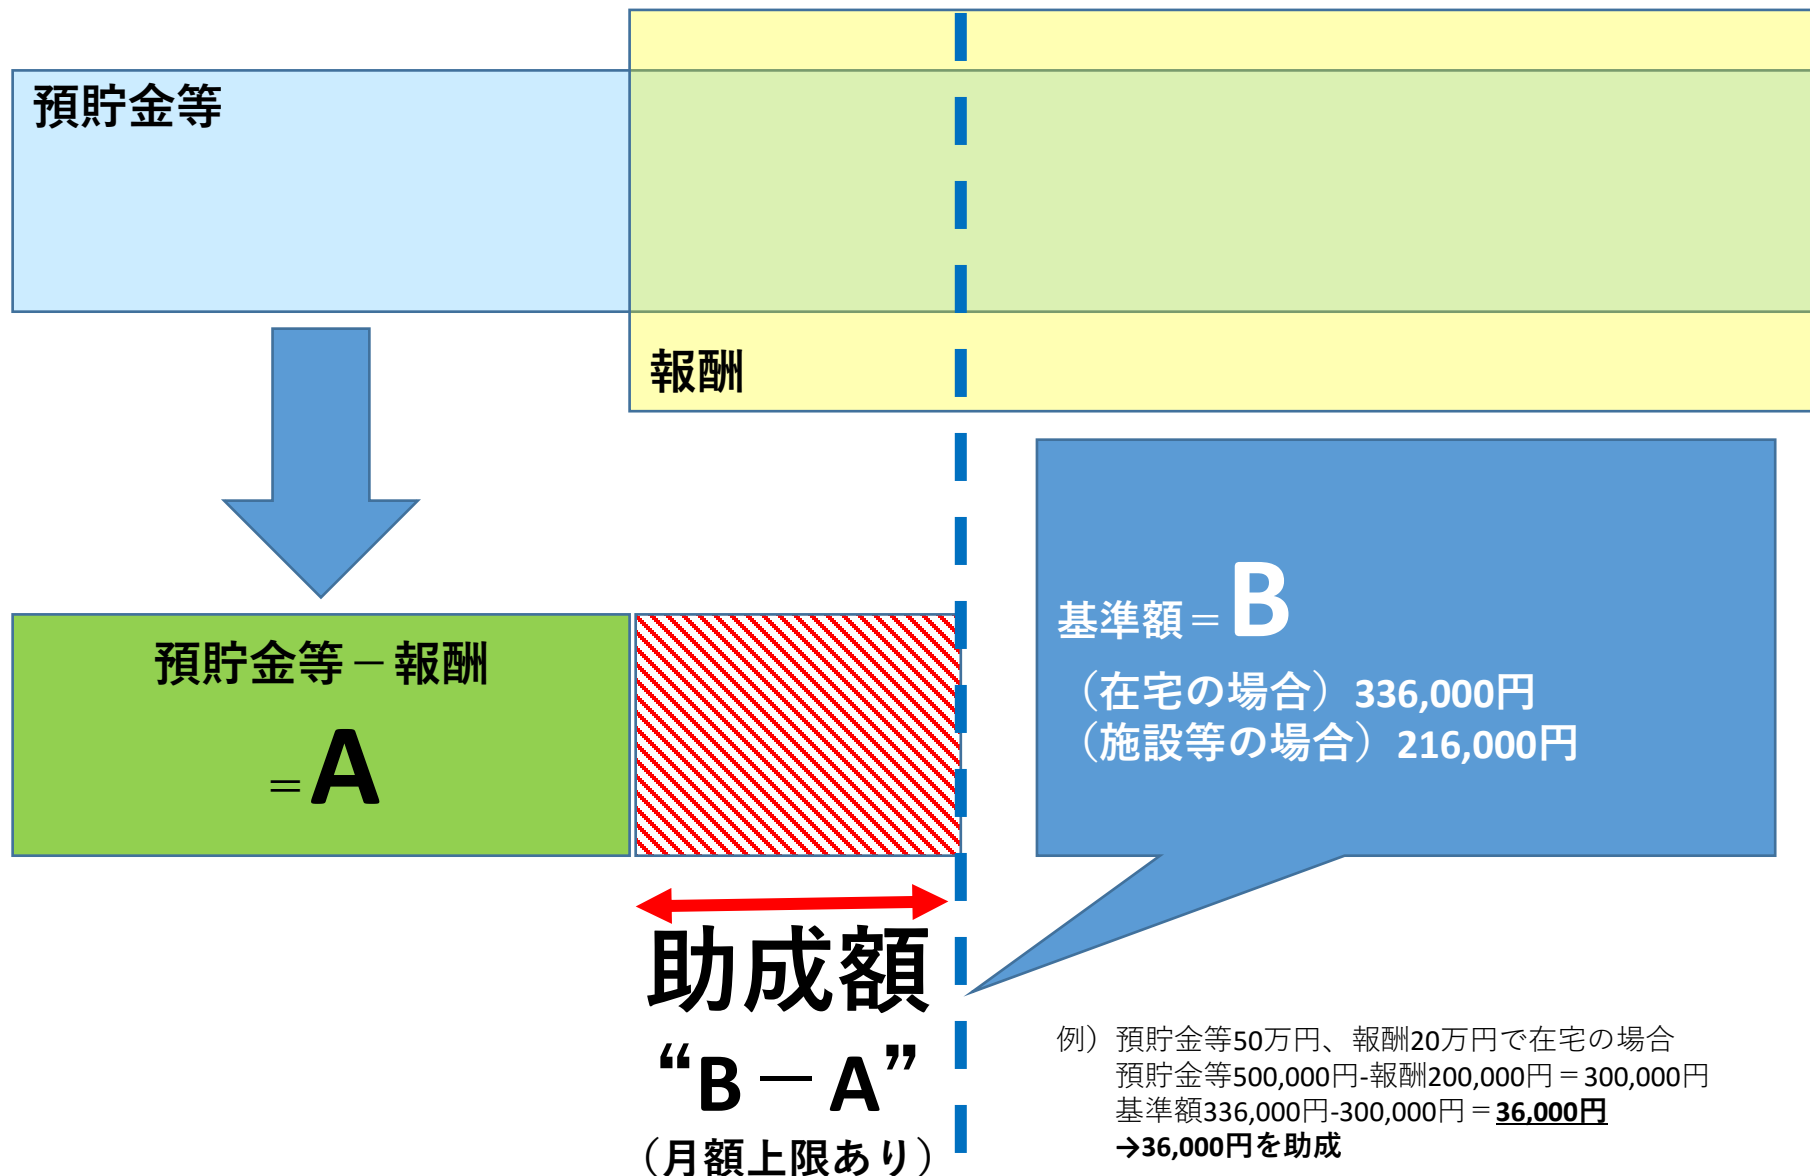 預貯金等
報酬
預貯金等－報酬
＝A
基準額＝B
（在宅の場合）336,000円
（施設等の場合）216,000円
助成額
“B－A”
（月額上限あり）
例）預貯金等50万円、報酬20万円で在宅の場合
預貯金等500,000円-報酬200,000円＝300,000円
基準額336,000円-300,000円＝36,000円
→36,000円を助成